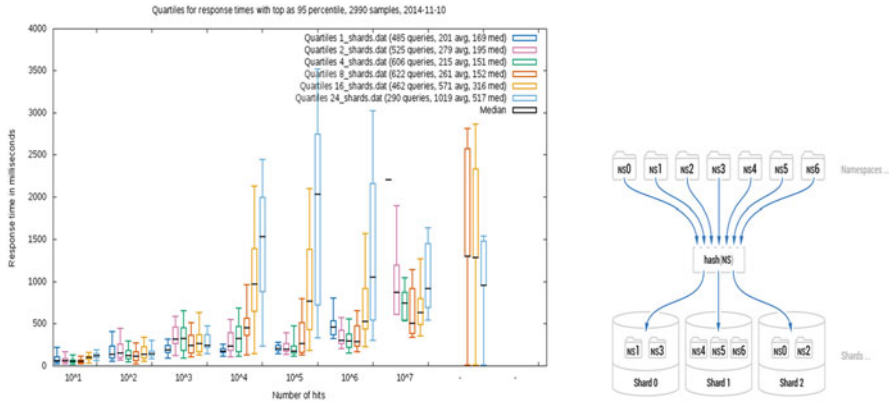 Quartiles for response times with top as 95 percentile, 2990 samples, 2014-11-10
Quartiles 1_shards.dat (485 queries, 201 avg, 169 med)
Quartiles 2_shards.dat (525 queries, 279 avg, 195 med)
Quartiles 4_shards.dat (606 queries, 215 avg, 151 med)
Quartiles 8_shards.dat (622 queries, 261 avg, 152 med)
Quartiles 16_shards.dat (462 queries, 571 avg, 316 med)
Quartiles 24_shards.dat (290 queries, 1019 avg, 517 med)
Median
Response time in milliseconds
4000
3500
3000
2500
2000
1500
1000
500
0
10^1 10^2 10^3 10^4 10^5 10^6 10^7 - -
Number of hits
NS0 NS1 NS2 NS3 NS4 NS5 NS6
Namespaces ...
hash(NS)
NS1 NS3 NS4 NS5 NS6 NS0 NS2
Shards ...
Shard 0 Shard 1 Shard 2